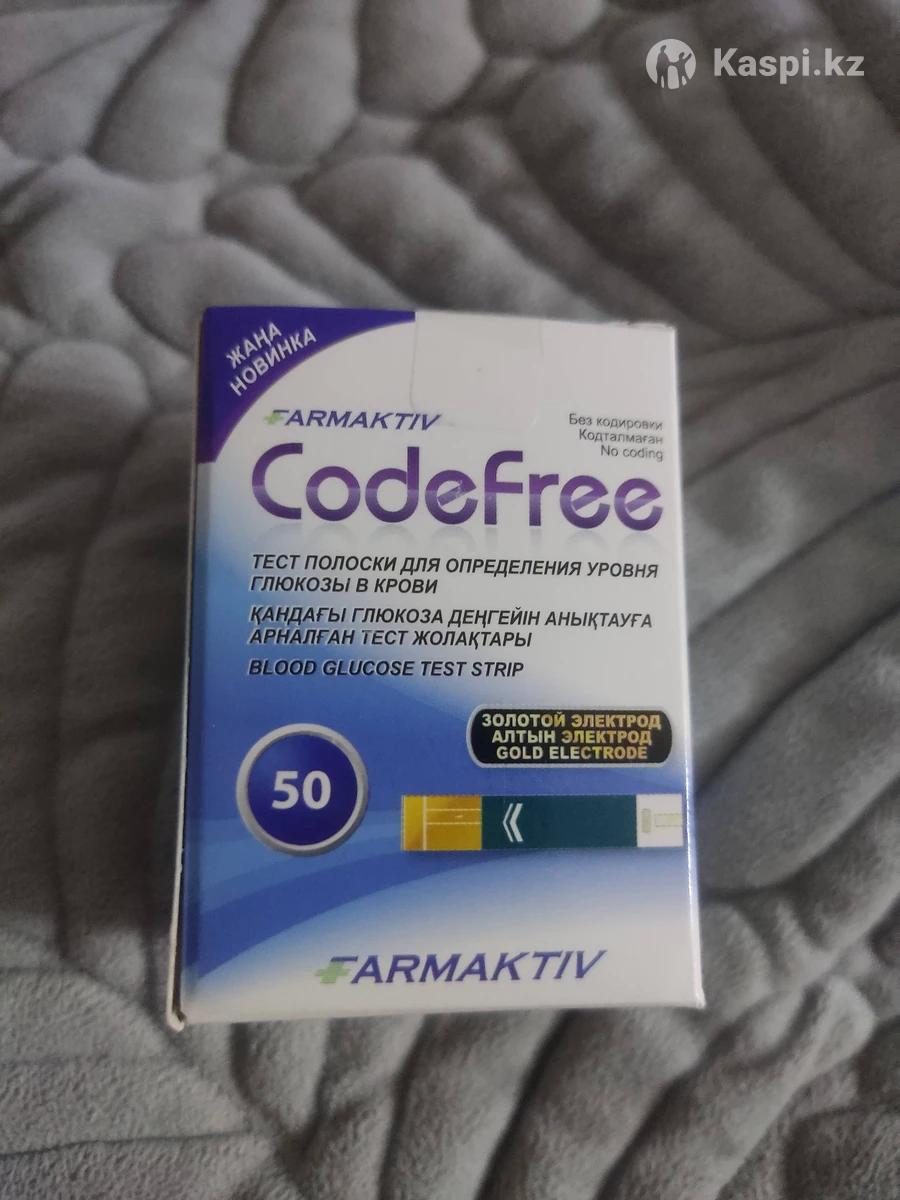 Kaspi.kz
ЖАҢА
НОВИНКА
FARMAKTIV
Без кодировки
Кодталмаған
No coding
CodeFree
ТЕСТ ПОЛОСКИ ДЛЯ ОПРЕДЕЛЕНИЯ УРОВНЯ
ГЛЮКОЗЫ В КРОВИ
ҚАНДАҒЫ ГЛЮКОЗА ДЕҢГЕЙІН АНЫҚТАУҒА
АРНАЛҒАН ТЕСТ ЖОЛАҚТАРЫ
BLOOD GLUCOSE TEST STRIP
ЗОЛОТОЙ ЭЛЕКТРОД
АЛТЫН ЭЛЕКТРОД
GOLD ELECTRODE
50
FARMAKTIV